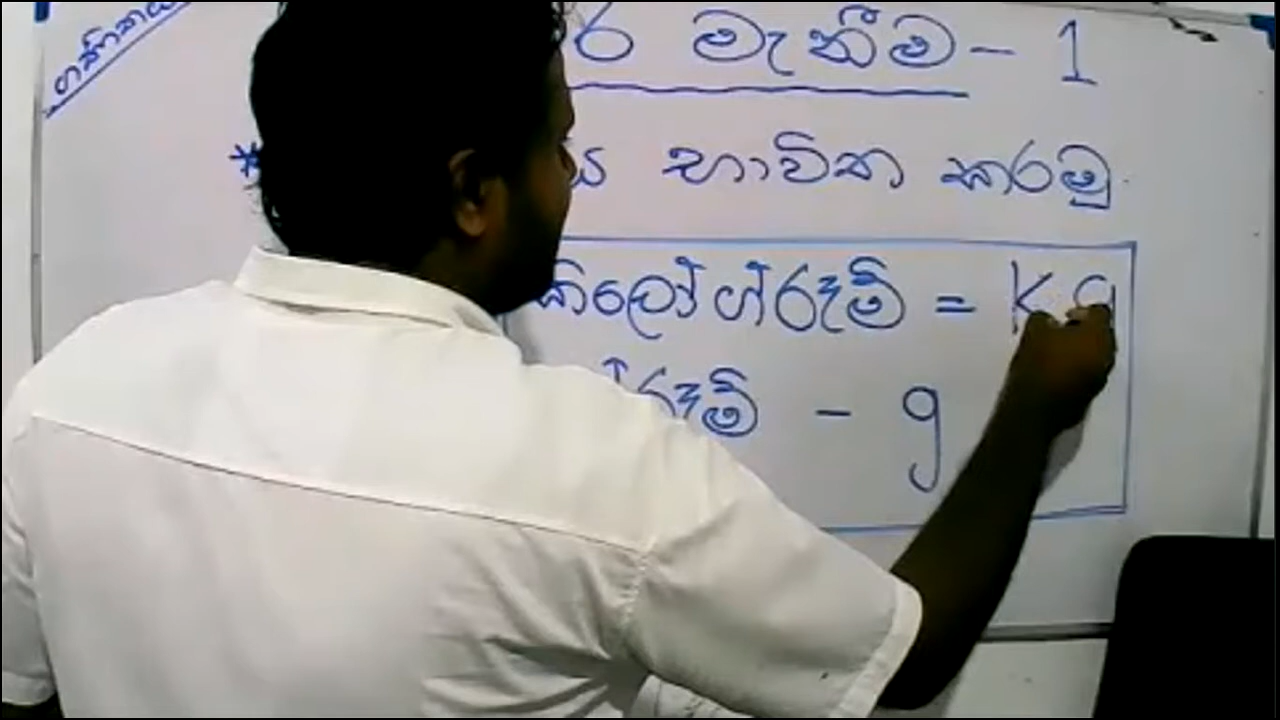 ගණිතය
මැනීම – 1
* භාවිත කරමු
කිලෝග්රෑම් = Kg
ග්රෑම් – g